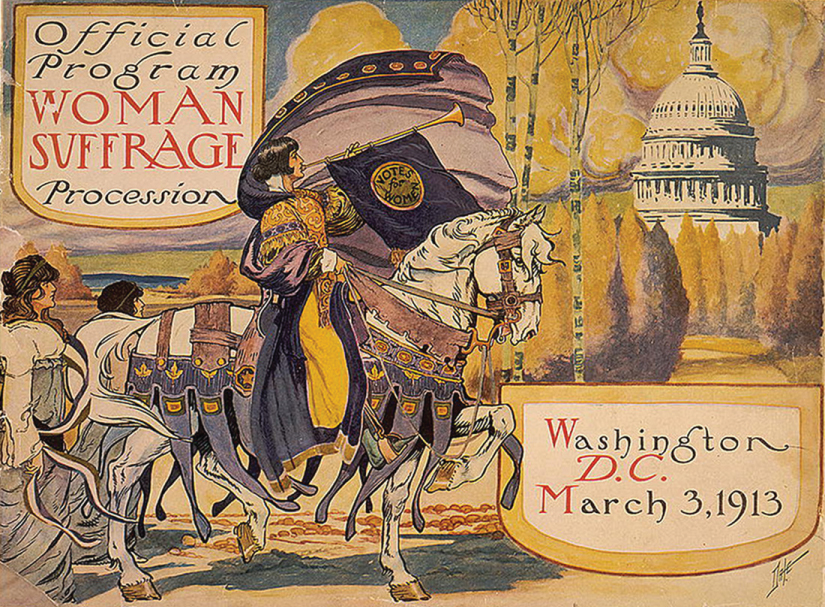 Official
Program
WOMAN
SUFFRAGE
Procession
VOTES
for
WOMEN
Washington
D.C.
March 3, 1913